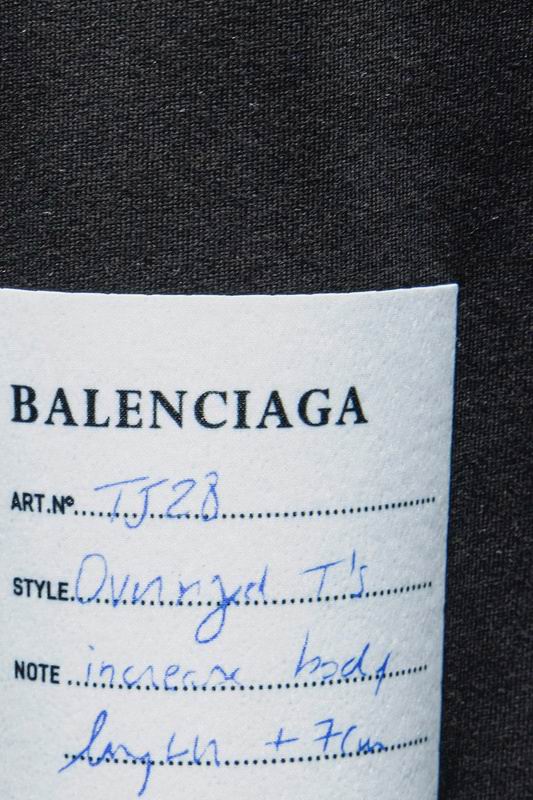 BALENCIAGA
ART.Nº TJ28
STYLE. Oversized T's
NOTE increase body
length + 7cm